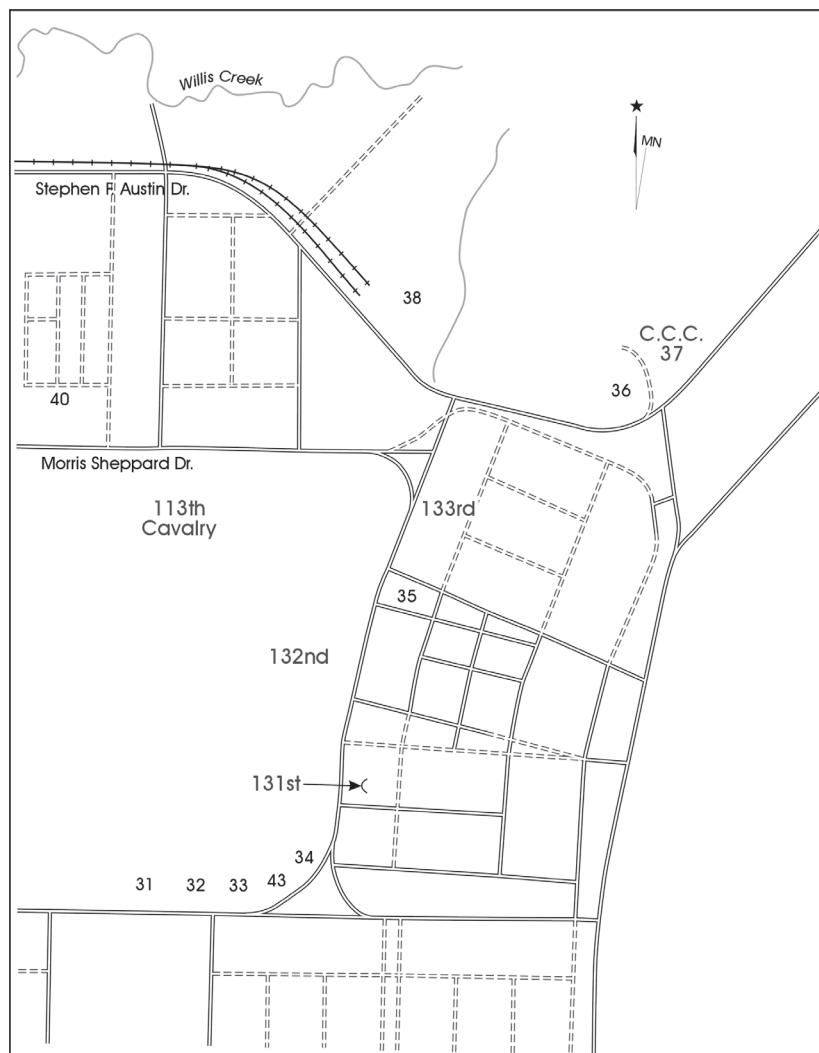 Willis Creek
MN
Stephen F. Austin Dr.
38
C.C.C.
37
36
40
Morris Sheppard Dr.
113th
Cavalry
133rd
35
132nd
131st
34
31 32 33 43